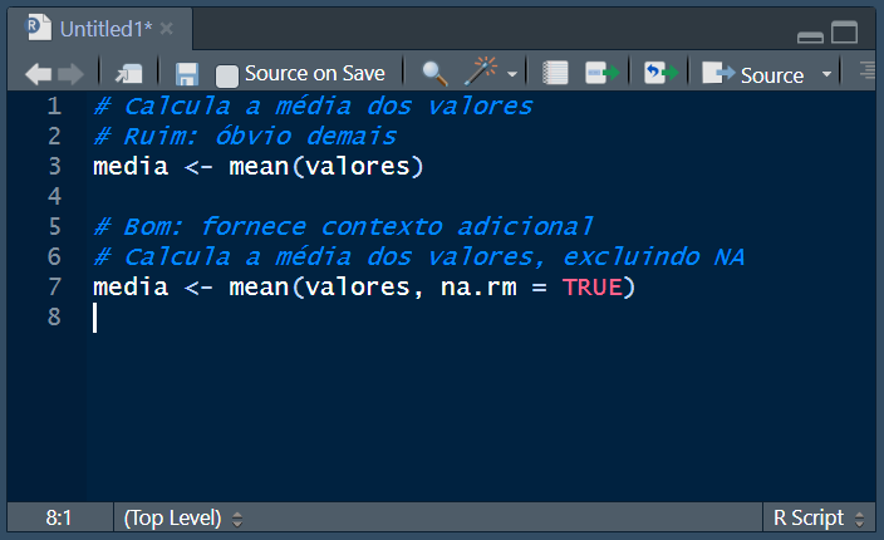 Untitled1*
Source on Save
Source
1 # Calcula a média dos valores
2 # Ruim: óbvio demais
3 media <- mean(valores)
4
5 # Bom: fornece contexto adicional
6 # Calcula a média dos valores, excluindo NA
7 media <- mean(valores, na.rm = TRUE)
8
8:1 (Top Level) R Script